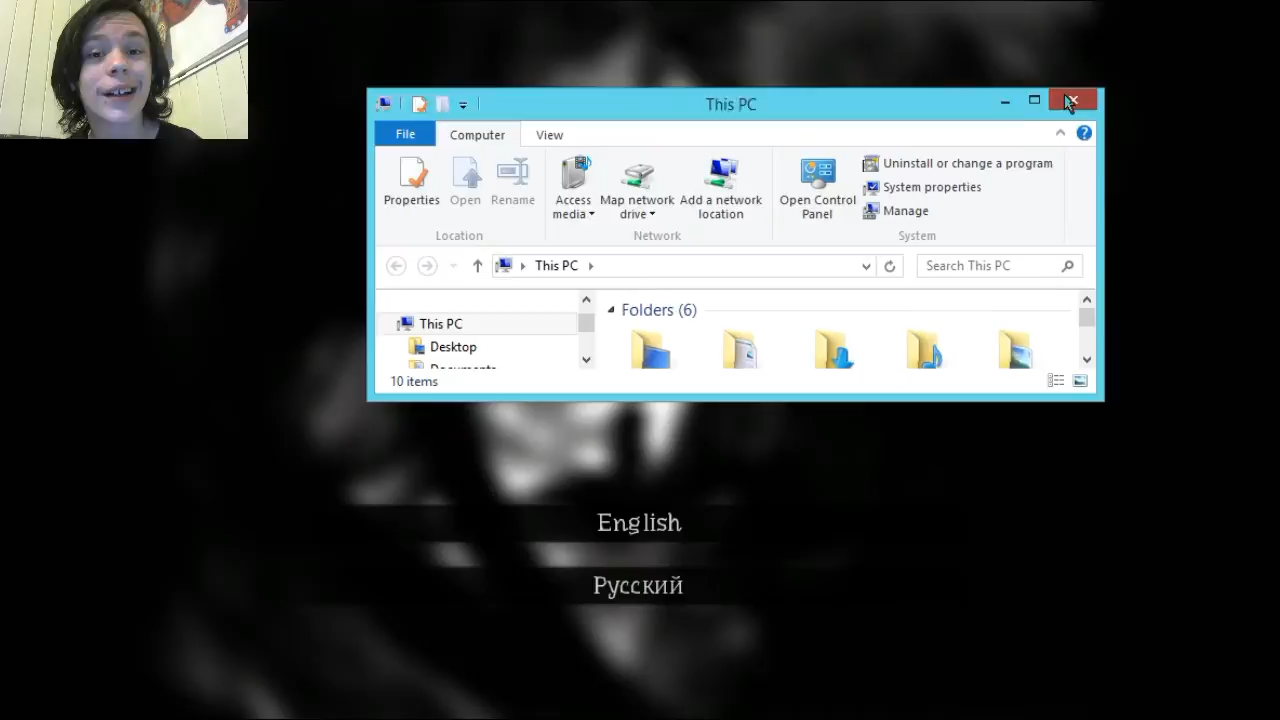 This PC
File
Computer
View
Properties
Open
Rename
Access media
Map network drive
Add a network location
Open Control Panel
Uninstall or change a program
System properties
Manage
Location
Network
System
This PC
Search This PC
This PC
Desktop
Documents
Folders (6)
10 items
English
Русский